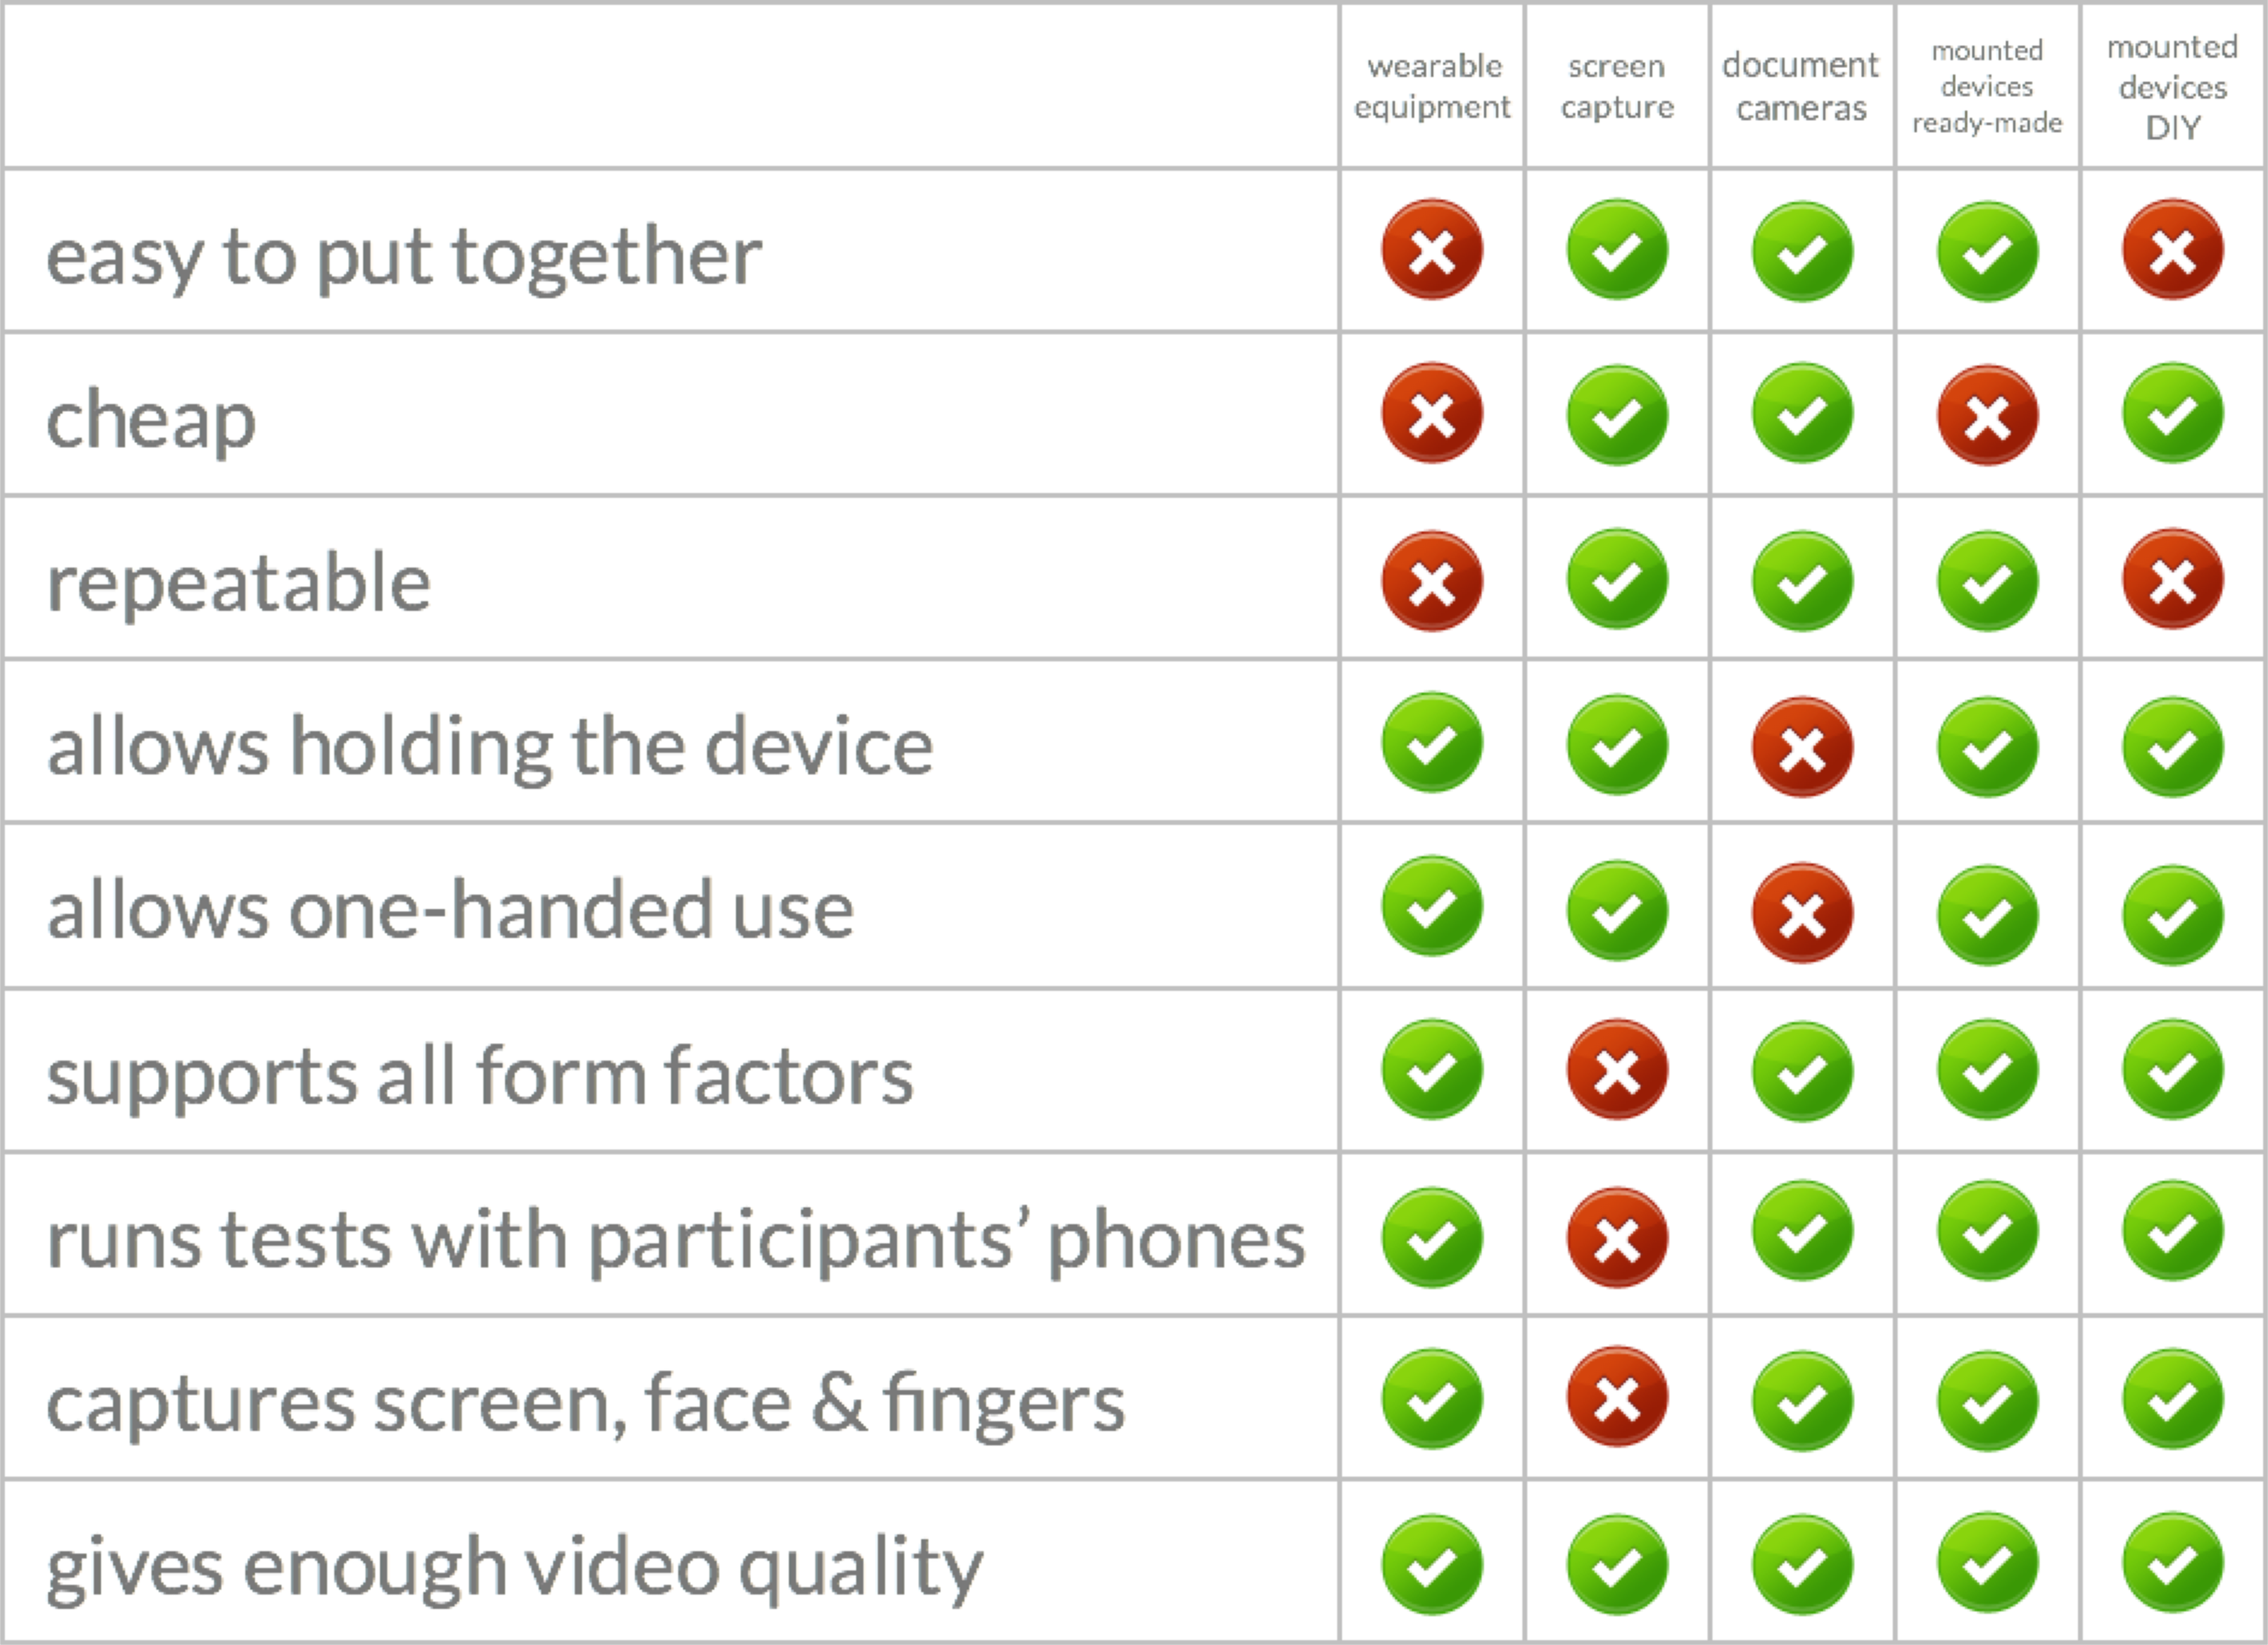 wearable
equipment
screen
capture
document
cameras
mounted
devices
ready-made
mounted
devices
DIY
easy to put together
cheap
repeatable
allows holding the device
allows one-handed use
supports all form factors
runs tests with participants’ phones
captures screen, face & fingers
gives enough video quality